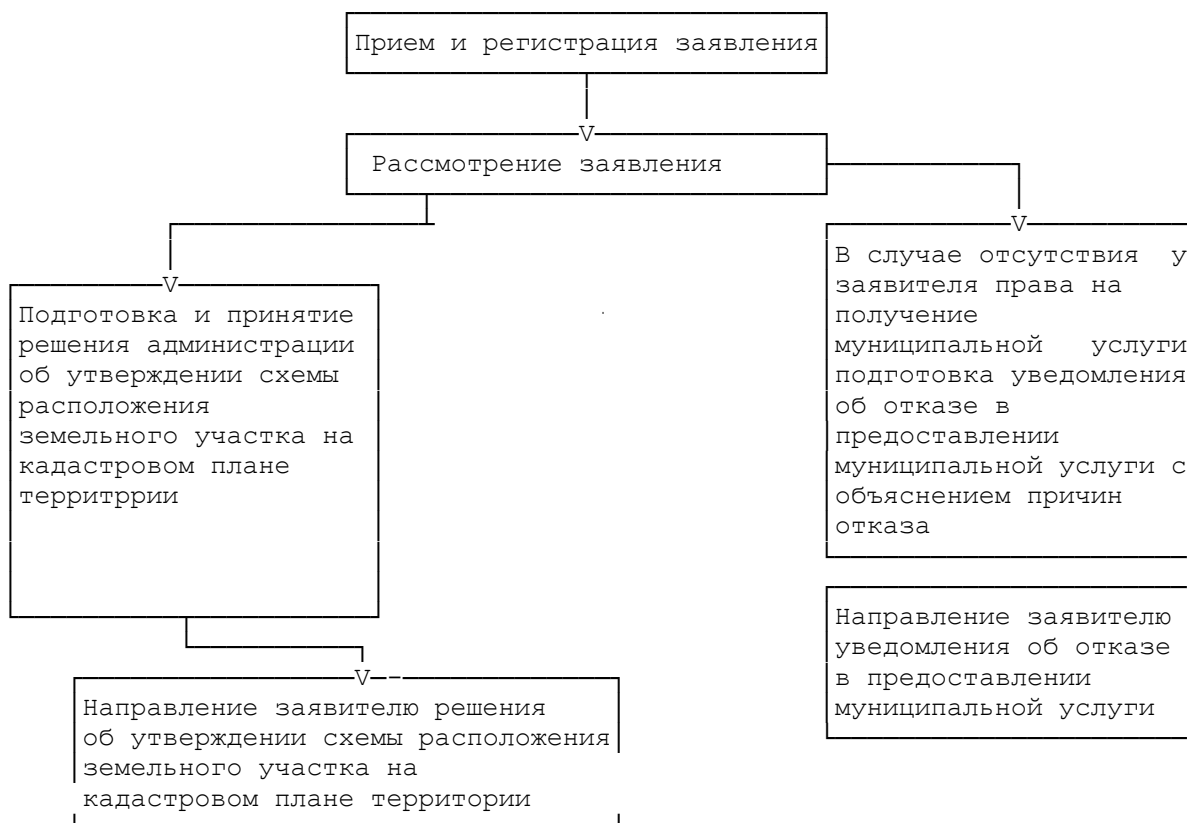 Прием и регистрация заявления
Рассмотрение заявления
Подготовка и принятие
решения администрации
об утверждении схемы
расположения
земельного участка на
кадастровом плане
территтррии
В случае отсутствия у
заявителя права на
получение
муниципальной услуги
подготовка уведомления
об отказе в
предоставлении
муниципальной услуги с
объяснением причин
отказа
Направление заявителю
уведомления об отказе
в предоставлении
муниципальной услуги
Направление заявителю решения
об утверждении схемы расположения
земельного участка на
кадастровом плане территории